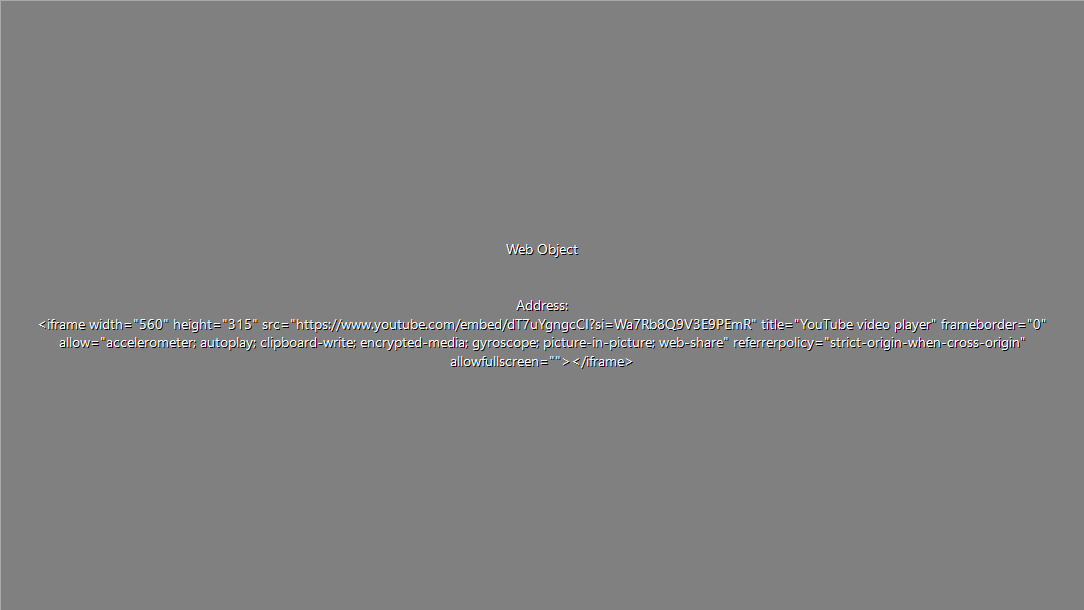 Web Object
Address:
<iframe width="560" height="315" src="https://www.youtube.com/embed/dT7uYgngcCI?si=Wa7Rb8Q9V3E9PEmR" title="YouTube video player" frameborder="0"
allow="accelerometer; autoplay; clipboard-write; encrypted-media; gyroscope; picture-in-picture; web-share" referrerpolicy="strict-origin-when-cross-origin"
allowfullscreen=""></iframe>